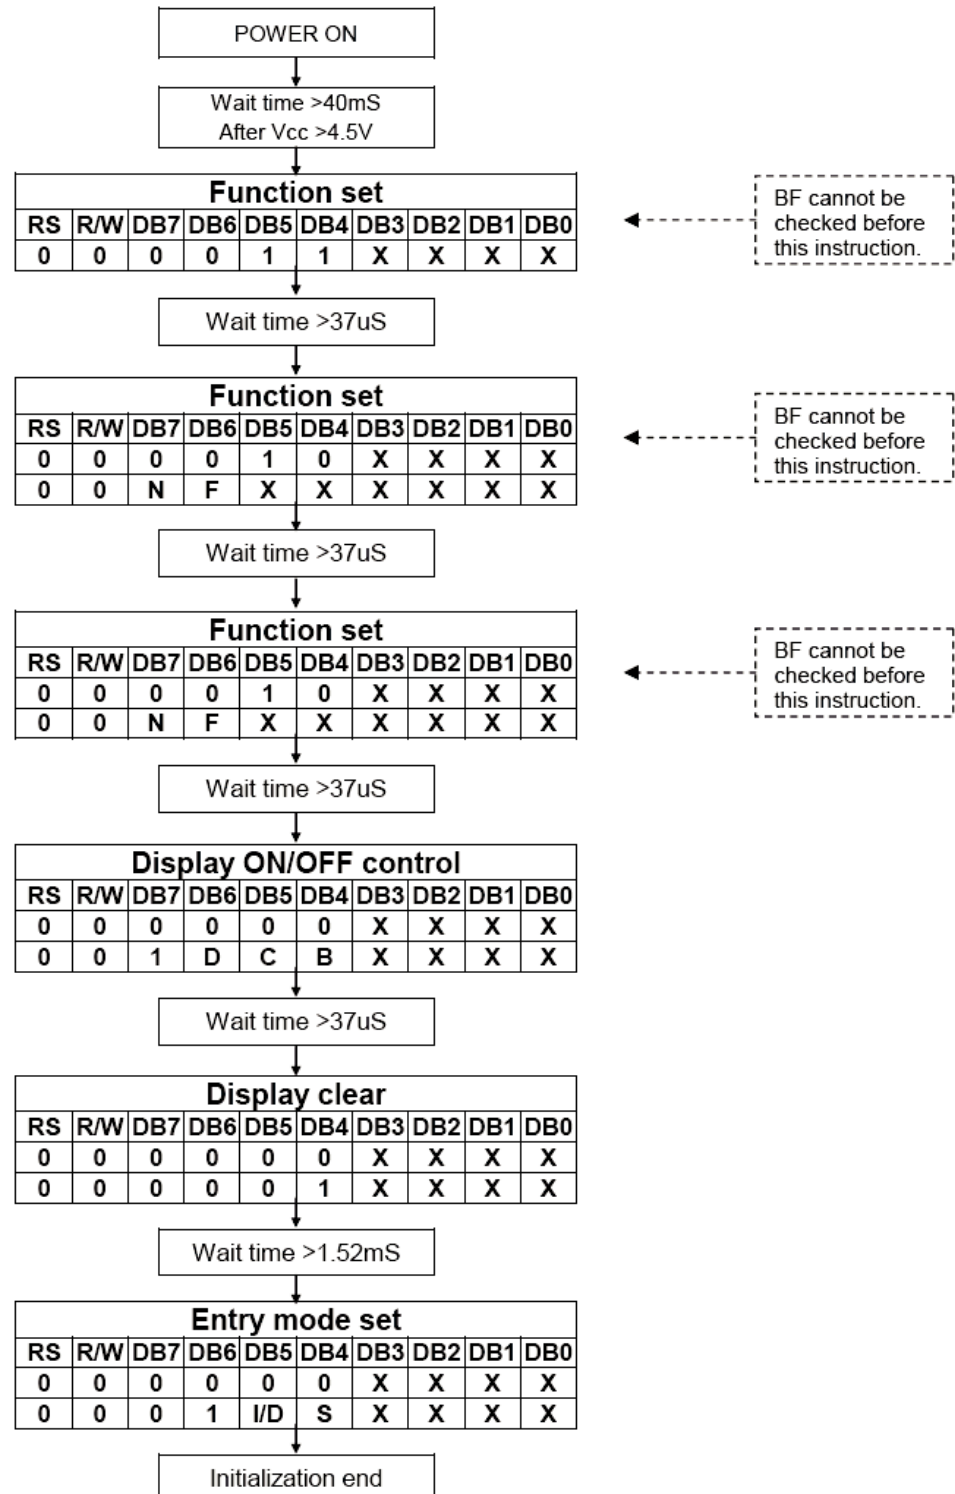 POWER ON
Wait time >40mS
After Vcc >4.5V
Function set
RS R/W DB7 DB6 DB5 DB4 DB3 DB2 DB1 DB0
0 0 0 0 1 1 X X X X
BF cannot be
checked before
this instruction.
Wait time >37uS
Function set
RS R/W DB7 DB6 DB5 DB4 DB3 DB2 DB1 DB0
0 0 0 0 1 0 X X X X
0 0 N F X X X X X X
BF cannot be
checked before
this instruction.
Wait time >37uS
Function set
RS R/W DB7 DB6 DB5 DB4 DB3 DB2 DB1 DB0
0 0 0 0 1 0 X X X X
0 0 N F X X X X X X
BF cannot be
checked before
this instruction.
Wait time >37uS
Display ON/OFF control
RS R/W DB7 DB6 DB5 DB4 DB3 DB2 DB1 DB0
0 0 0 0 0 0 X X X X
0 0 1 D C B X X X X
Wait time >37uS
Display clear
RS R/W DB7 DB6 DB5 DB4 DB3 DB2 DB1 DB0
0 0 0 0 0 0 X X X X
0 0 0 0 0 1 X X X X
Wait time >1.52mS
Entry mode set
RS R/W DB7 DB6 DB5 DB4 DB3 DB2 DB1 DB0
0 0 0 0 0 0 X X X X
0 0 0 1 I/D S X X X X
Initialization end